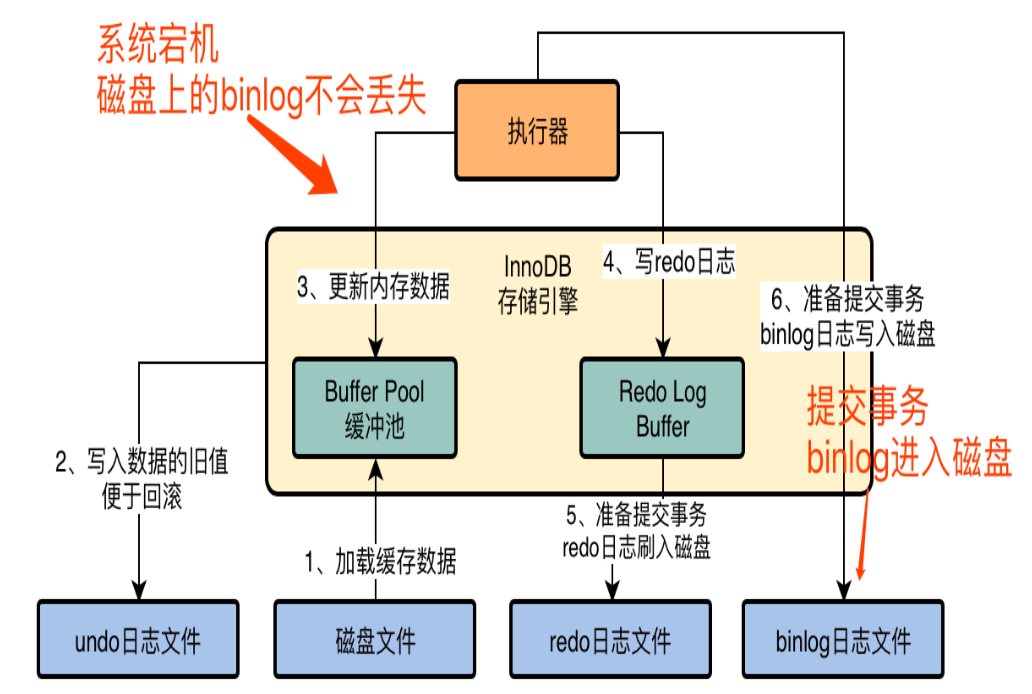 系统宕机
磁盘上的binlog不会丢失
执行器
3、更新内存数据
InnoDB
存储引擎
4、写redo日志
6、准备提交事务
binlog日志写入磁盘
Buffer Pool
缓冲池
Redo Log
Buffer
提交事务
binlog进入磁盘
2、写入数据的旧值
便于回滚
1、加载缓存数据
5、准备提交事务
redo日志刷入磁盘
undo日志文件
磁盘文件
redo日志文件
binlog日志文件